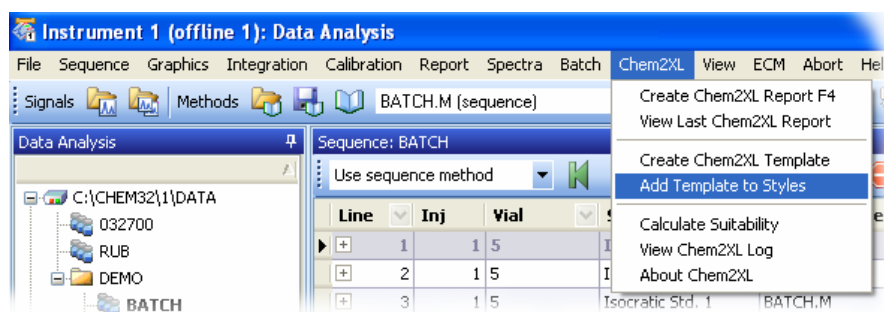 Instrument 1 (offline 1): Data Analysis
File Sequence Graphics Integration Calibration Report Spectra Batch Chem2XL View ECM Abort
Signals Methods BATCH.M (sequence)
Create Chem2XL Report F4
View Last Chem2XL Report
Create Chem2XL Template
Add Template to Styles
Calculate Suitability
View Chem2XL Log
About Chem2XL
Data Analysis
C:\CHEM32\1\DATA
032700
RUB
DEMO
BATCH
Sequence: BATCH
Use sequence method
Line Inj Vial
1 1 5
2 1 5
3 1 5 Isocratic Std. 1 BATCH.M